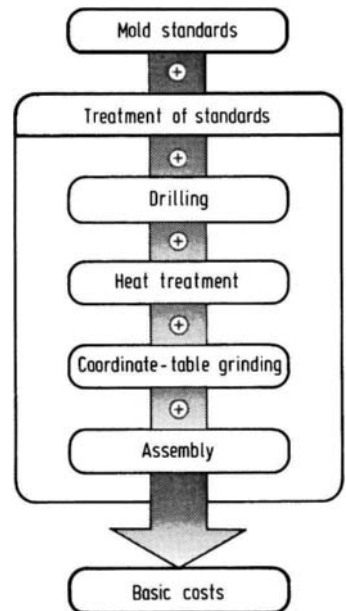 Mold standards
+
Treatment of standards
+
Drilling
+
Heat treatment
+
Coordinate-table grinding
+
Assembly
Basic costs